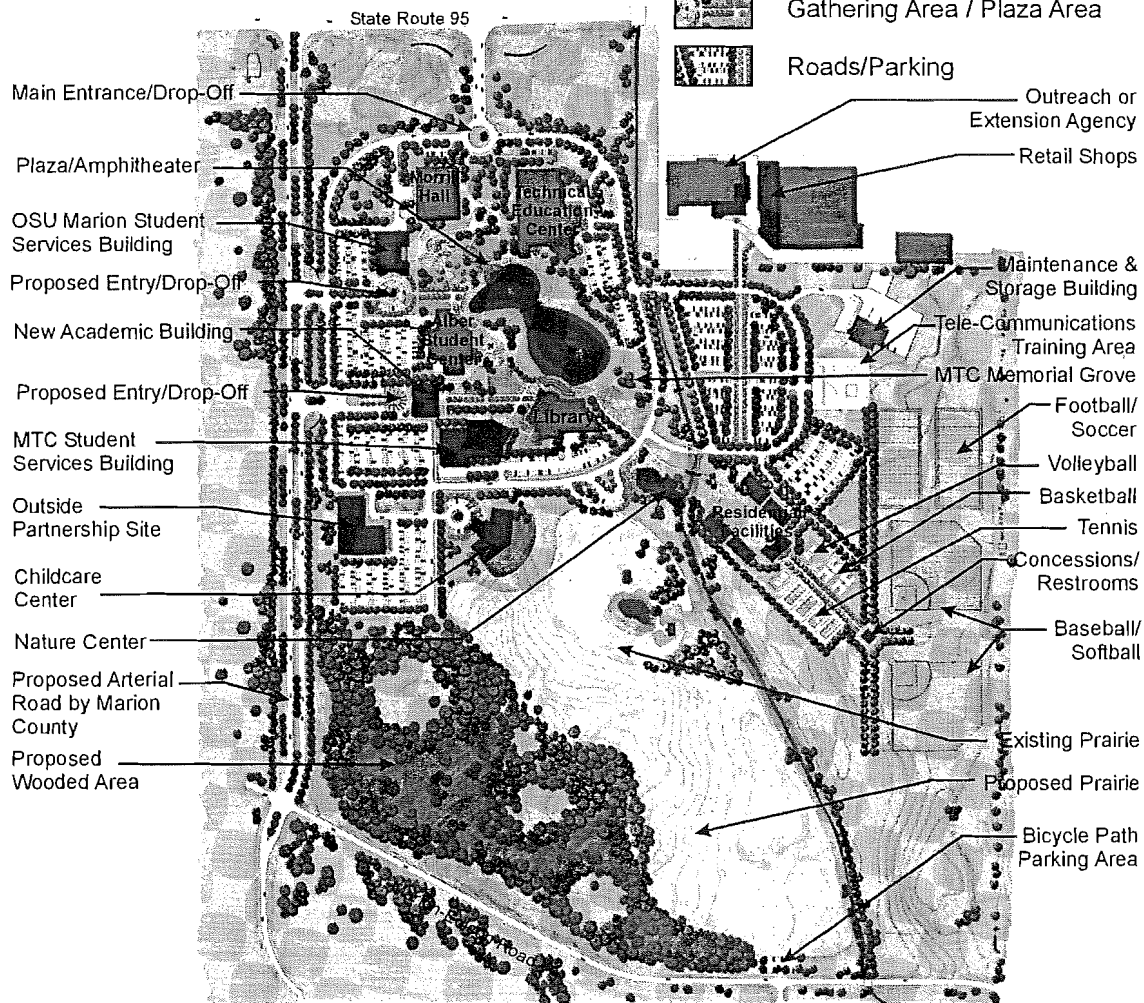 State Route 95
Gathering Area / Plaza Area
Roads/Parking
Main Entrance/Drop-Off
Plaza/Amphitheater
OSU Marion Student
Services Building
Proposed Entry/Drop-Off
New Academic Building
Proposed Entry/Drop-Off
MTC Student
Services Building
Outside
Partnership Site
Childcare
Center
Nature Center
Proposed Arterial
Road by Marion
County
Proposed
Wooded Area
Morrill
Hall
Technical
Education
Center
Alber
Student
Center
Library
Residential
Facilities
Road
Outreach or
Extension Agency
Retail Shops
Maintenance &
Storage Building
Tele-Communications
Training Area
MTC Memorial Grove
Football/
Soccer
Volleyball
Basketball
Tennis
Concessions/
Restrooms
Baseball/
Softball
Existing Prairie
Proposed Prairie
Bicycle Path
Parking Area